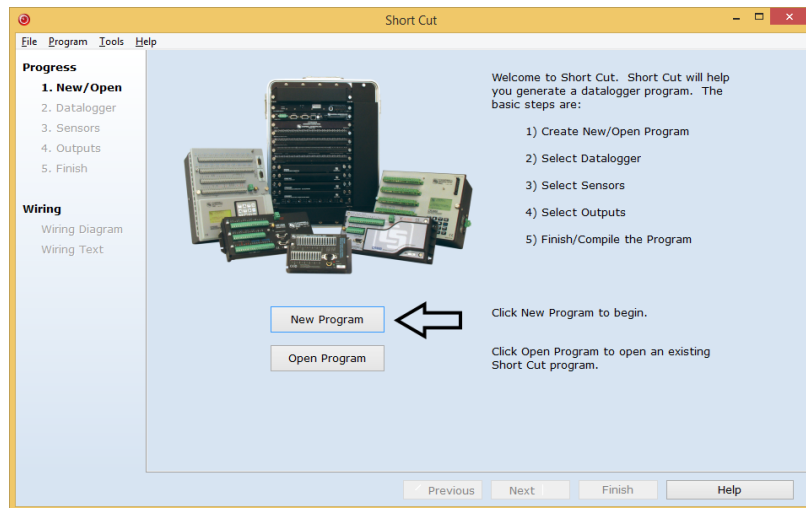 Short Cut
File Program Tools Help
Progress
1. New/Open
2. Datalogger
3. Sensors
4. Outputs
5. Finish
Wiring
Wiring Diagram
Wiring Text
Welcome to Short Cut. Short Cut will help
you generate a datalogger program. The
basic steps are:
1) Create New/Open Program
2) Select Datalogger
3) Select Sensors
4) Select Outputs
5) Finish/Compile the Program
New Program
Click New Program to begin.
Open Program
Click Open Program to open an existing
Short Cut program.
Previous Next Finish Help